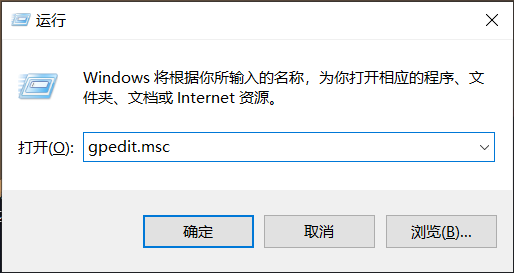 运行
Windows 将根据你所输入的名称，为你打开相应的程序、文
件夹、文档或 Internet 资源。
打开(O): gpedit.msc
确定 取消 浏览(B)...